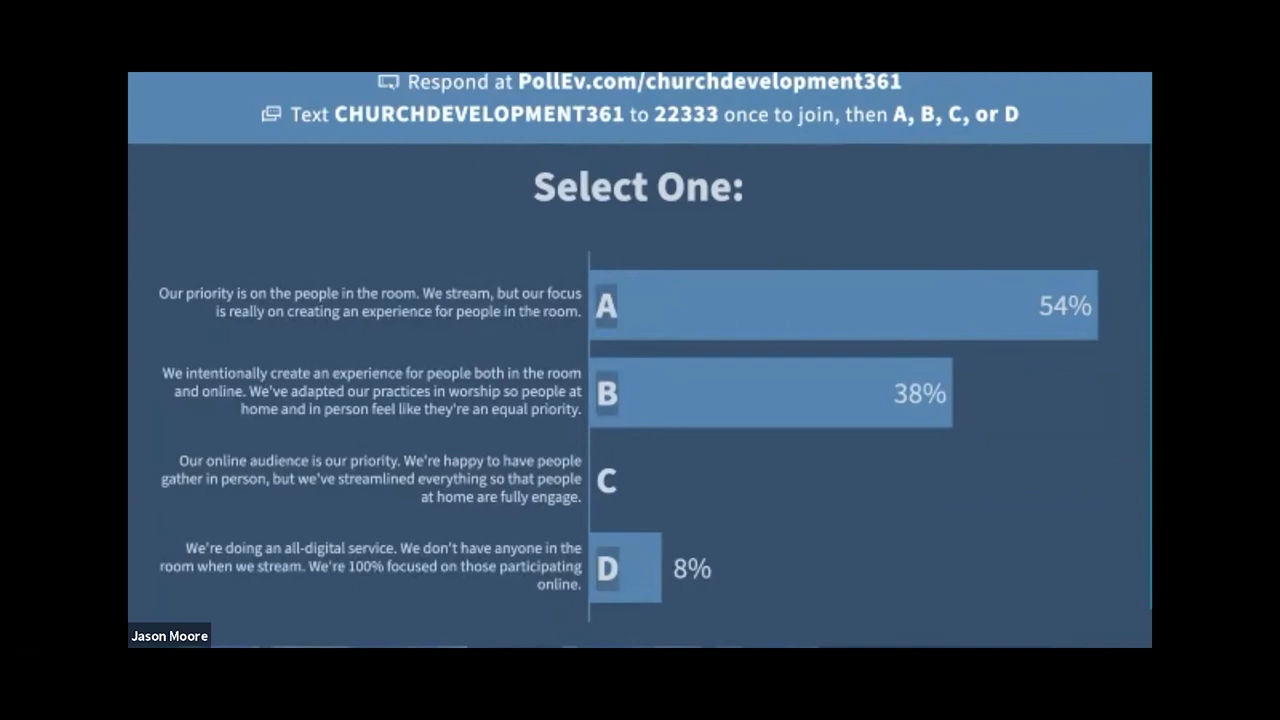 Respond at PollEv.com/churchdevelopment361
Text CHURCHDEVELOPMENT361 to 22333 once to join, then A, B, C, or D
Select One:
Our priority is on the people in the room. We stream, but our focus
is really on creating an experience for people in the room.
A
54%
We intentionally create an experience for people both in the room
and online. We've adapted our practices in worship so people at
home and in person feel like they're an equal priority.
B
38%
Our online audience is our priority. We're happy to have people
gather in person, but we've streamlined everything so that people
at home are fully engage.
C
We're doing an all-digital service. We don't have anyone in the
room when we stream. We're 100% focused on those participating
online.
D
8%
Jason Moore